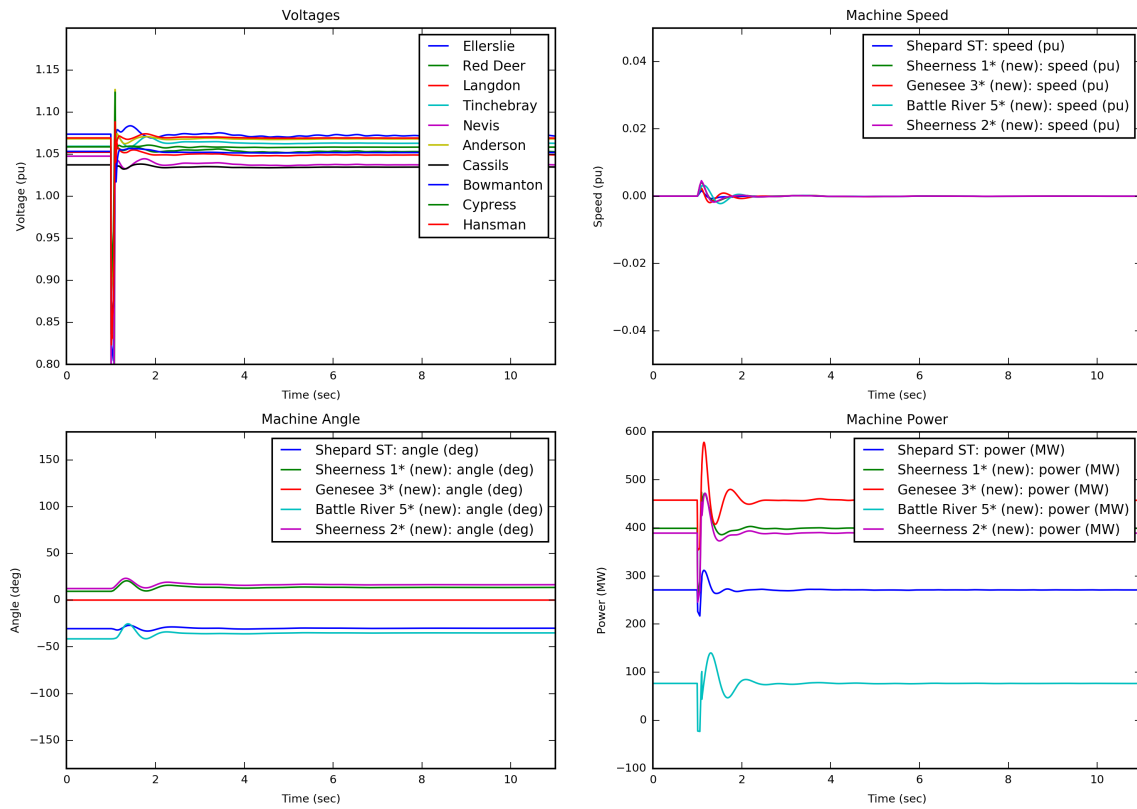 Voltages
1.15
1.10
1.05
1.00
0.95
0.90
0.85
0.80
Voltage (pu)
0
2
4
6
8
10
Time (sec)
Ellerslie
Red Deer
Langdon
Tinchebray
Nevis
Anderson
Cassils
Bowmanton
Cypress
Hansman
Machine Speed
0.04
0.02
0.00
−0.02
−0.04
Speed (pu)
0
2
4
6
8
10
Time (sec)
Shepard ST: speed (pu)
Sheerness 1* (new): speed (pu)
Genesee 3* (new): speed (pu)
Battle River 5* (new): speed (pu)
Sheerness 2* (new): speed (pu)
Machine Angle
150
100
50
0
−50
−100
−150
Angle (deg)
0
2
4
6
8
10
Time (sec)
Shepard ST: angle (deg)
Sheerness 1* (new): angle (deg)
Genesee 3* (new): angle (deg)
Battle River 5* (new): angle (deg)
Sheerness 2* (new): angle (deg)
Machine Power
600
500
400
300
200
100
0
−100
Power (MW)
0
2
4
6
8
10
Time (sec)
Shepard ST: power (MW)
Sheerness 1* (new): power (MW)
Genesee 3* (new): power (MW)
Battle River 5* (new): power (MW)
Sheerness 2* (new): power (MW)